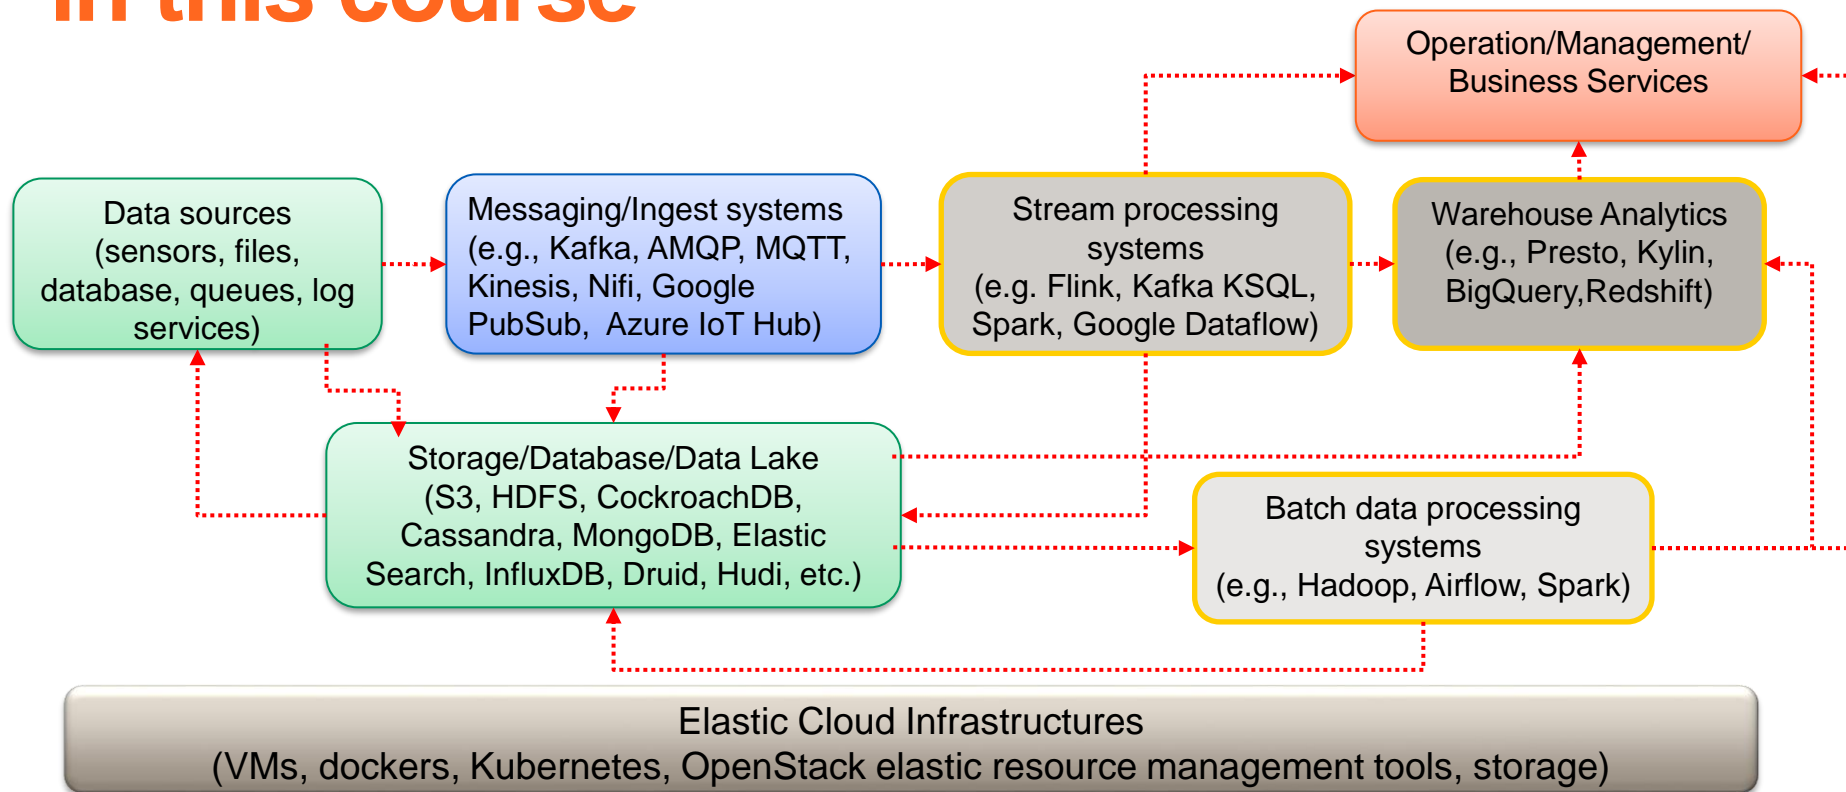 in this course
Operation/Management/
Business Services
Data sources
(sensors, files,
database, queues, log
services)
Messaging/Ingest systems
(e.g., Kafka, AMQP, MQTT,
Kinesis, Nifi, Google
PubSub,  Azure IoT Hub)
Stream processing
systems
(e.g. Flink, Kafka KSQL,
Spark, Google Dataflow)
Warehouse Analytics
(e.g., Presto, Kylin,
BigQuery,Redshift)
Storage/Database/Data Lake
(S3, HDFS, CockroachDB,
Cassandra, MongoDB, Elastic
Search, InfluxDB, Druid, Hudi, etc.)
Batch data processing
systems
(e.g., Hadoop, Airflow, Spark)
Elastic Cloud Infrastructures
(VMs, dockers, Kubernetes, OpenStack elastic resource management tools, storage)